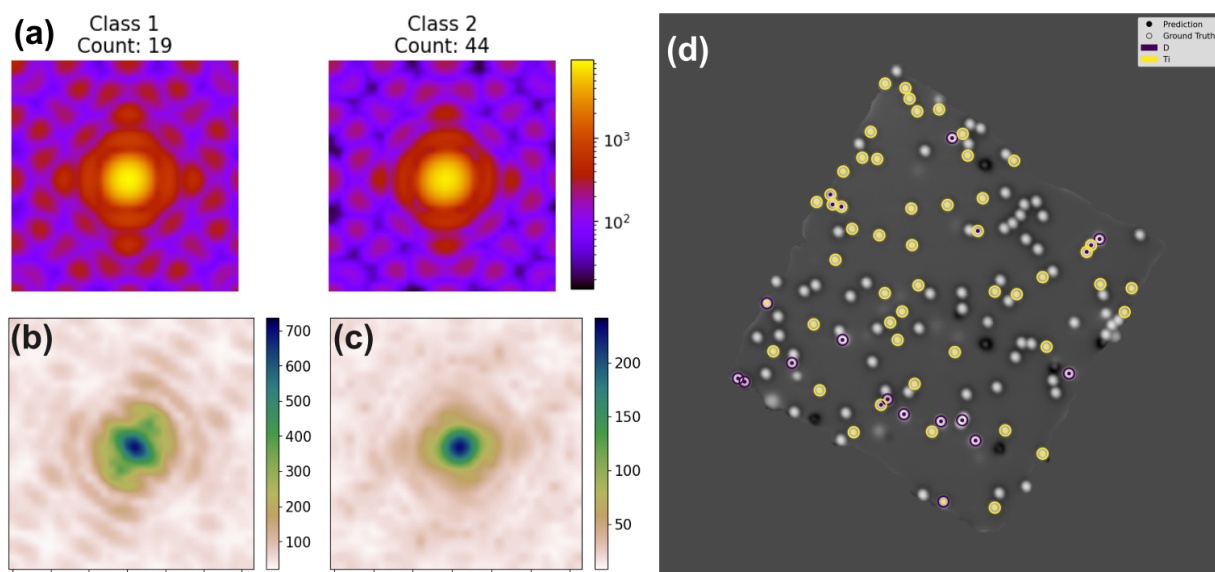 (a)
Class 1
Count: 19
Class 2
Count: 44
10³
10²
(b)
700
600
500
400
300
200
100
(c)
200
150
100
50
(d)
Prediction
Ground Truth
D
Ti